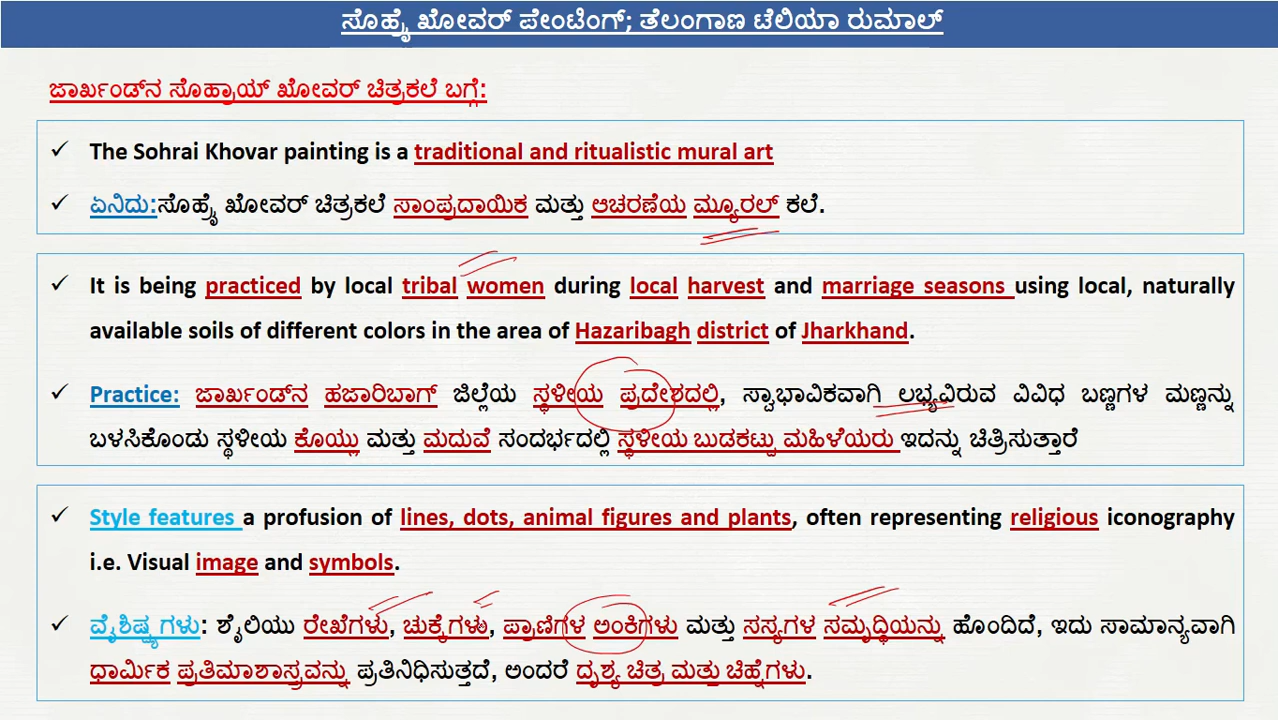 ಸೊಹ್ರೈ ಖೋವರ್ ಪೇಂಟಿಂಗ್; ತೆಲಂಗಾಣ ಟೆಲಿಯಾ ರುಮಾಲ್
ಜಾರ್ಖಂಡ್‌ನ ಸೊಹ್ರಾಯ್ ಖೋವರ್ ಚಿತ್ರಕಲೆ ಬಗ್ಗೆ:
✓ The Sohrai Khovar painting is a traditional and ritualistic mural art
✓ ಏನಿದು:ಸೊಹ್ರೈ ಖೋವರ್ ಚಿತ್ರಕಲೆ ಸಾಂಪ್ರದಾಯಿಕ ಮತ್ತು ಆಚರಣೆಯ ಮ್ಯೂರಲ್ ಕಲೆ.
✓ It is being practiced by local tribal women during local harvest and marriage seasons using local, naturally
available soils of different colors in the area of Hazaribagh district of Jharkhand.
✓ Practice: ಜಾರ್ಖಂಡ್‌ನ ಹಜಾರಿಬಾಗ್ ಜಿಲ್ಲೆಯ ಸ್ಥಳೀಯ ಪ್ರದೇಶದಲ್ಲಿ, ಸ್ವಾಭಾವಿಕವಾಗಿ ಲಭ್ಯವಿರುವ ವಿವಿಧ ಬಣ್ಣಗಳ ಮಣ್ಣನ್ನು
ಬಳಸಿಕೊಂಡು ಸ್ಥಳೀಯ ಕೊಯ್ಲು ಮತ್ತು ಮದುವೆ ಸಂದರ್ಭದಲ್ಲಿ ಸ್ಥಳೀಯ ಬುಡಕಟ್ಟು ಮಹಿಳೆಯರು ಇದನ್ನು ಚಿತ್ರಿಸುತ್ತಾರೆ
✓ Style features a profusion of lines, dots, animal figures and plants, often representing religious iconography
i.e. Visual image and symbols.
✓ ವೈಶಿಷ್ಟ್ಯಗಳು: ಶೈಲಿಯು ರೇಖೆಗಳು, ಚುಕ್ಕೆಗಳು, ಪ್ರಾಣಿಗಳ ಅಂಕಿಗಳು ಮತ್ತು ಸಸ್ಯಗಳ ಸಮೃದ್ಧಿಯನ್ನು ಹೊಂದಿದೆ, ಇದು ಸಾಮಾನ್ಯವಾಗಿ
ಧಾರ್ಮಿಕ ಪ್ರತಿಮಾಶಾಸ್ತ್ರವನ್ನು ಪ್ರತಿನಿಧಿಸುತ್ತದೆ, ಅಂದರೆ ದೃಶ್ಯ ಚಿತ್ರ ಮತ್ತು ಚಿಹ್ನೆಗಳು.